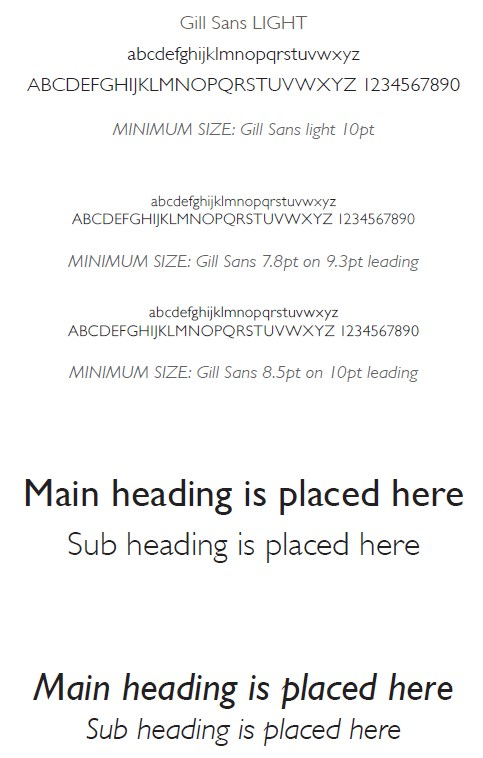 Gill Sans LIGHT
abcdefghijklmnopqrstuvwxyz
ABCDEFGHIJKLMNOPQRSTUVWXYZ 1234567890
MINIMUM SIZE: Gill Sans light 10pt
abcdefghijklmnopqrstuvwxyz
ABCDEFGHIJKLMNOPQRSTUVWXYZ 1234567890
MINIMUM SIZE: Gill Sans 7.8pt on 9.3pt leading
abcdefghijklmnopqrstuvwxyz
ABCDEFGHIJKLMNOPQRSTUVWXYZ 1234567890
MINIMUM SIZE: Gill Sans 8.5pt on 10pt leading
Main heading is placed here
Sub heading is placed here
Main heading is placed here
Sub heading is placed here